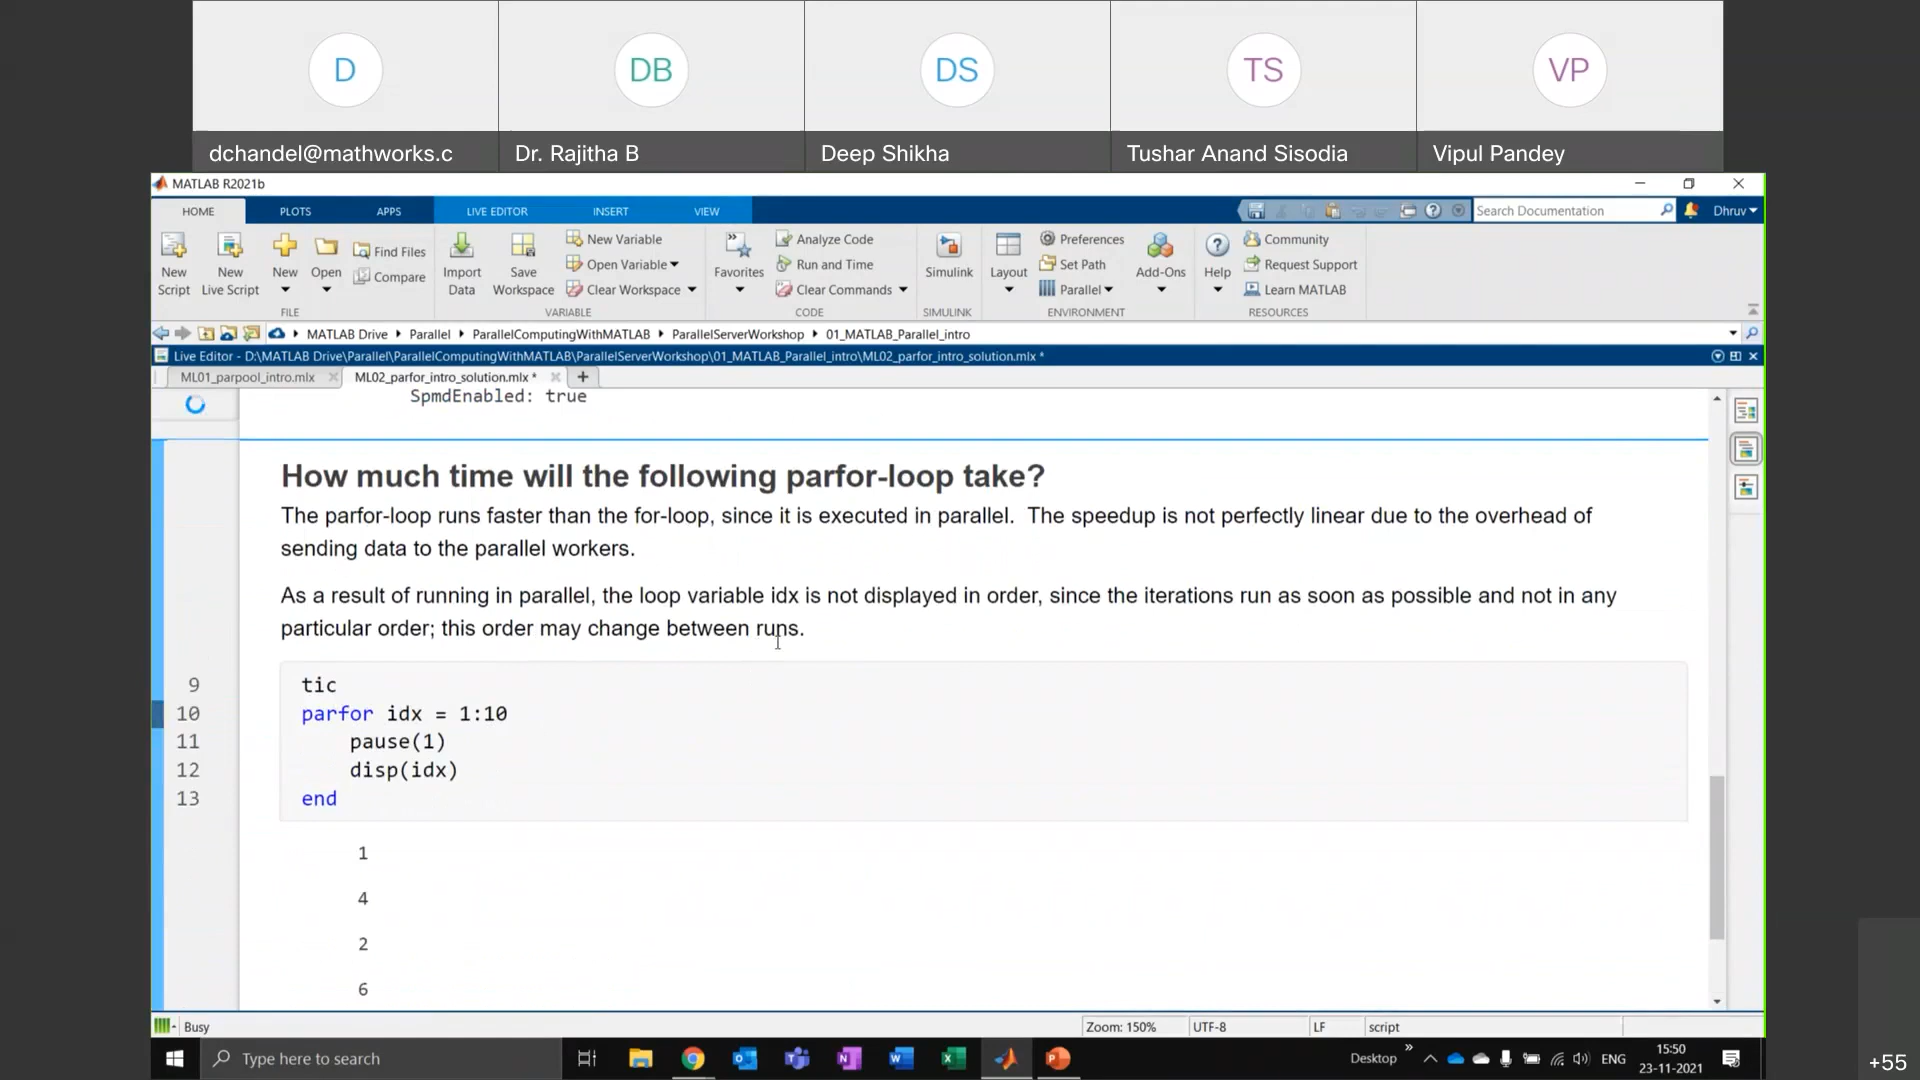 D
DB
DS
TS
VP
dchandel@mathworks.c
Dr. Rajitha B
Deep Shikha
Tushar Anand Sisodia
Vipul Pandey
MATLAB R2021b
HOME
PLOTS
APPS
LIVE EDITOR
INSERT
VIEW
Search Documentation
Dhruv
New Script
New Live Script
New
Open
Find Files
Compare
FILE
Import Data
Save Workspace
New Variable
Open Variable
Clear Workspace
VARIABLE
Favorites
Analyze Code
Run and Time
Clear Commands
CODE
Simulink
SIMULINK
Layout
Preferences
Set Path
Parallel
Add-Ons
ENVIRONMENT
Help
Community
Request Support
Learn MATLAB
RESOURCES
MATLAB Drive
Parallel
ParallelComputingWithMATLAB
ParallelServerWorkshop
01_MATLAB_Parallel_intro
Live Editor - D:\MATLAB Drive\Parallel\ParallelComputingWithMATLAB\ParallelServerWorkshop\01_MATLAB_Parallel_intro\ML02_parfor_intro_solution.mlx *
ML01_parpool_intro.mlx
ML02_parfor_intro_solution.mlx *
SpmdEnabled: true
How much time will the following parfor-loop take?
The parfor-loop runs faster than the for-loop, since it is executed in parallel. The speedup is not perfectly linear due to the overhead of
sending data to the parallel workers.
As a result of running in parallel, the loop variable idx is not displayed in order, since the iterations run as soon as possible and not in any
particular order; this order may change between runs.
9 tic
10 parfor idx = 1:10
11 pause(1)
12 disp(idx)
13 end
1
4
2
6
Busy
Zoom: 150%
UTF-8
LF
script
Type here to search
Desktop
ENG
15:50
23-11-2021
+55